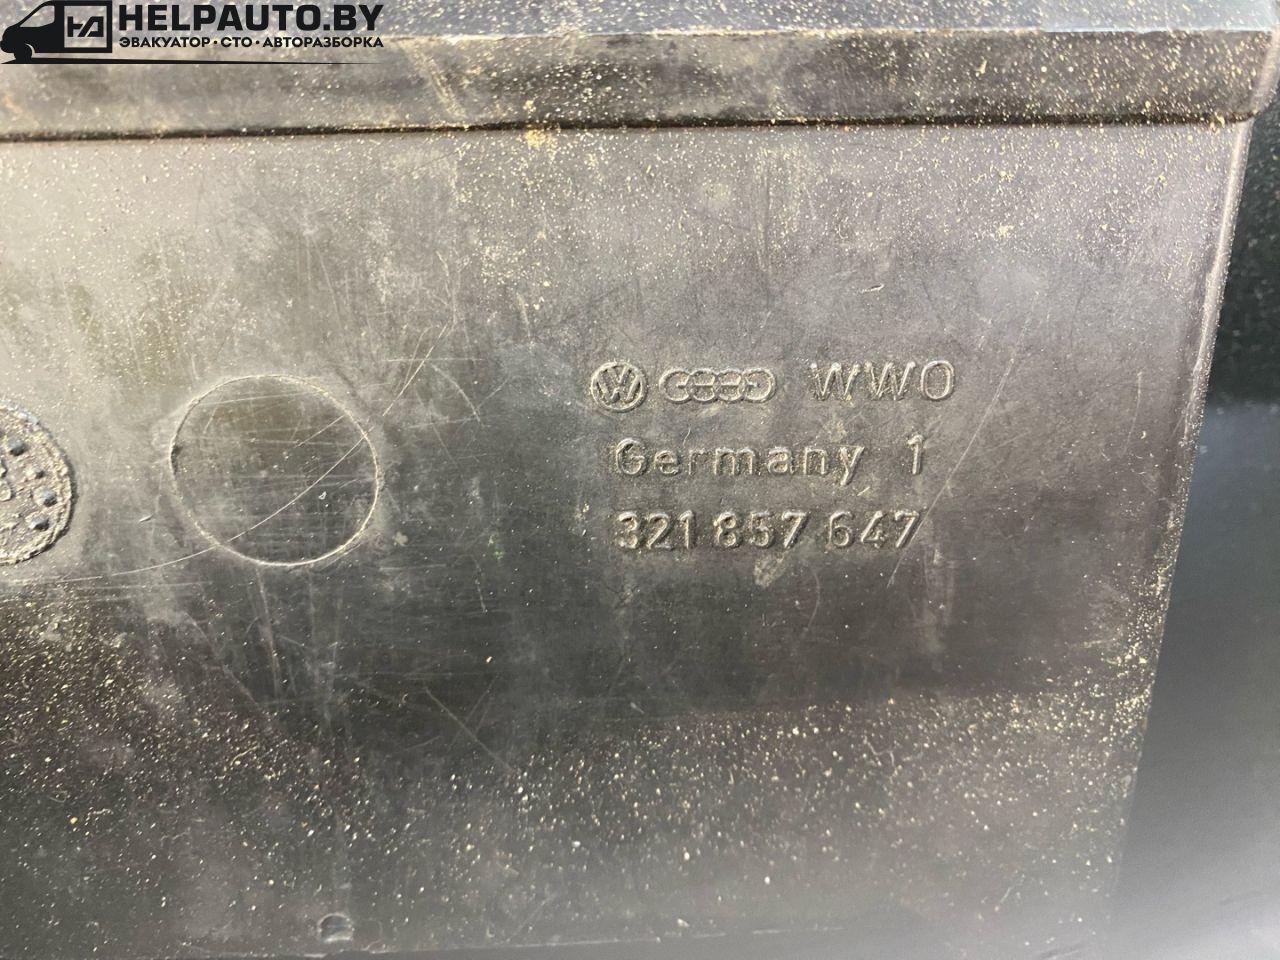 HELPAUTO.BY
ЭВАКУАТОР·СТО·АВТОРАЗБОРКА
WWO
Germany 1
321 857 647